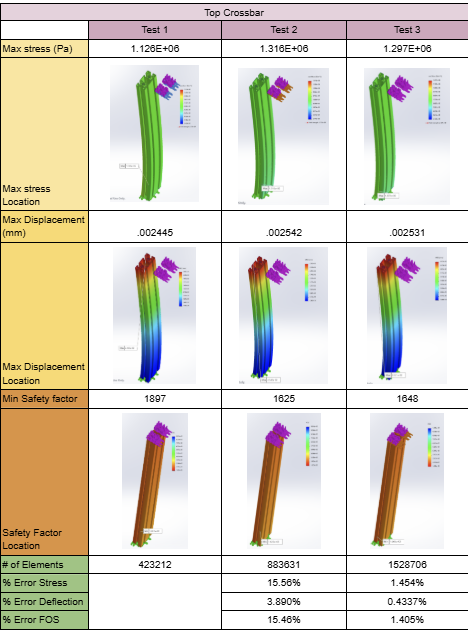 Top Crossbar
Test 1 Test 2 Test 3
Max stress (Pa) 1.126E+06 1.316E+06 1.297E+06
Max stress
Location
Max Displacement
(mm) .002445 .002542 .002531
Max Displacement
Location
Min Safety factor 1897 1625 1648
Safety Factor
Location
# of Elements 423212 883631 1528706
% Error Stress 15.56% 1.454%
% Error Deflection 3.890% 0.4337%
% Error FOS 15.46% 1.405%